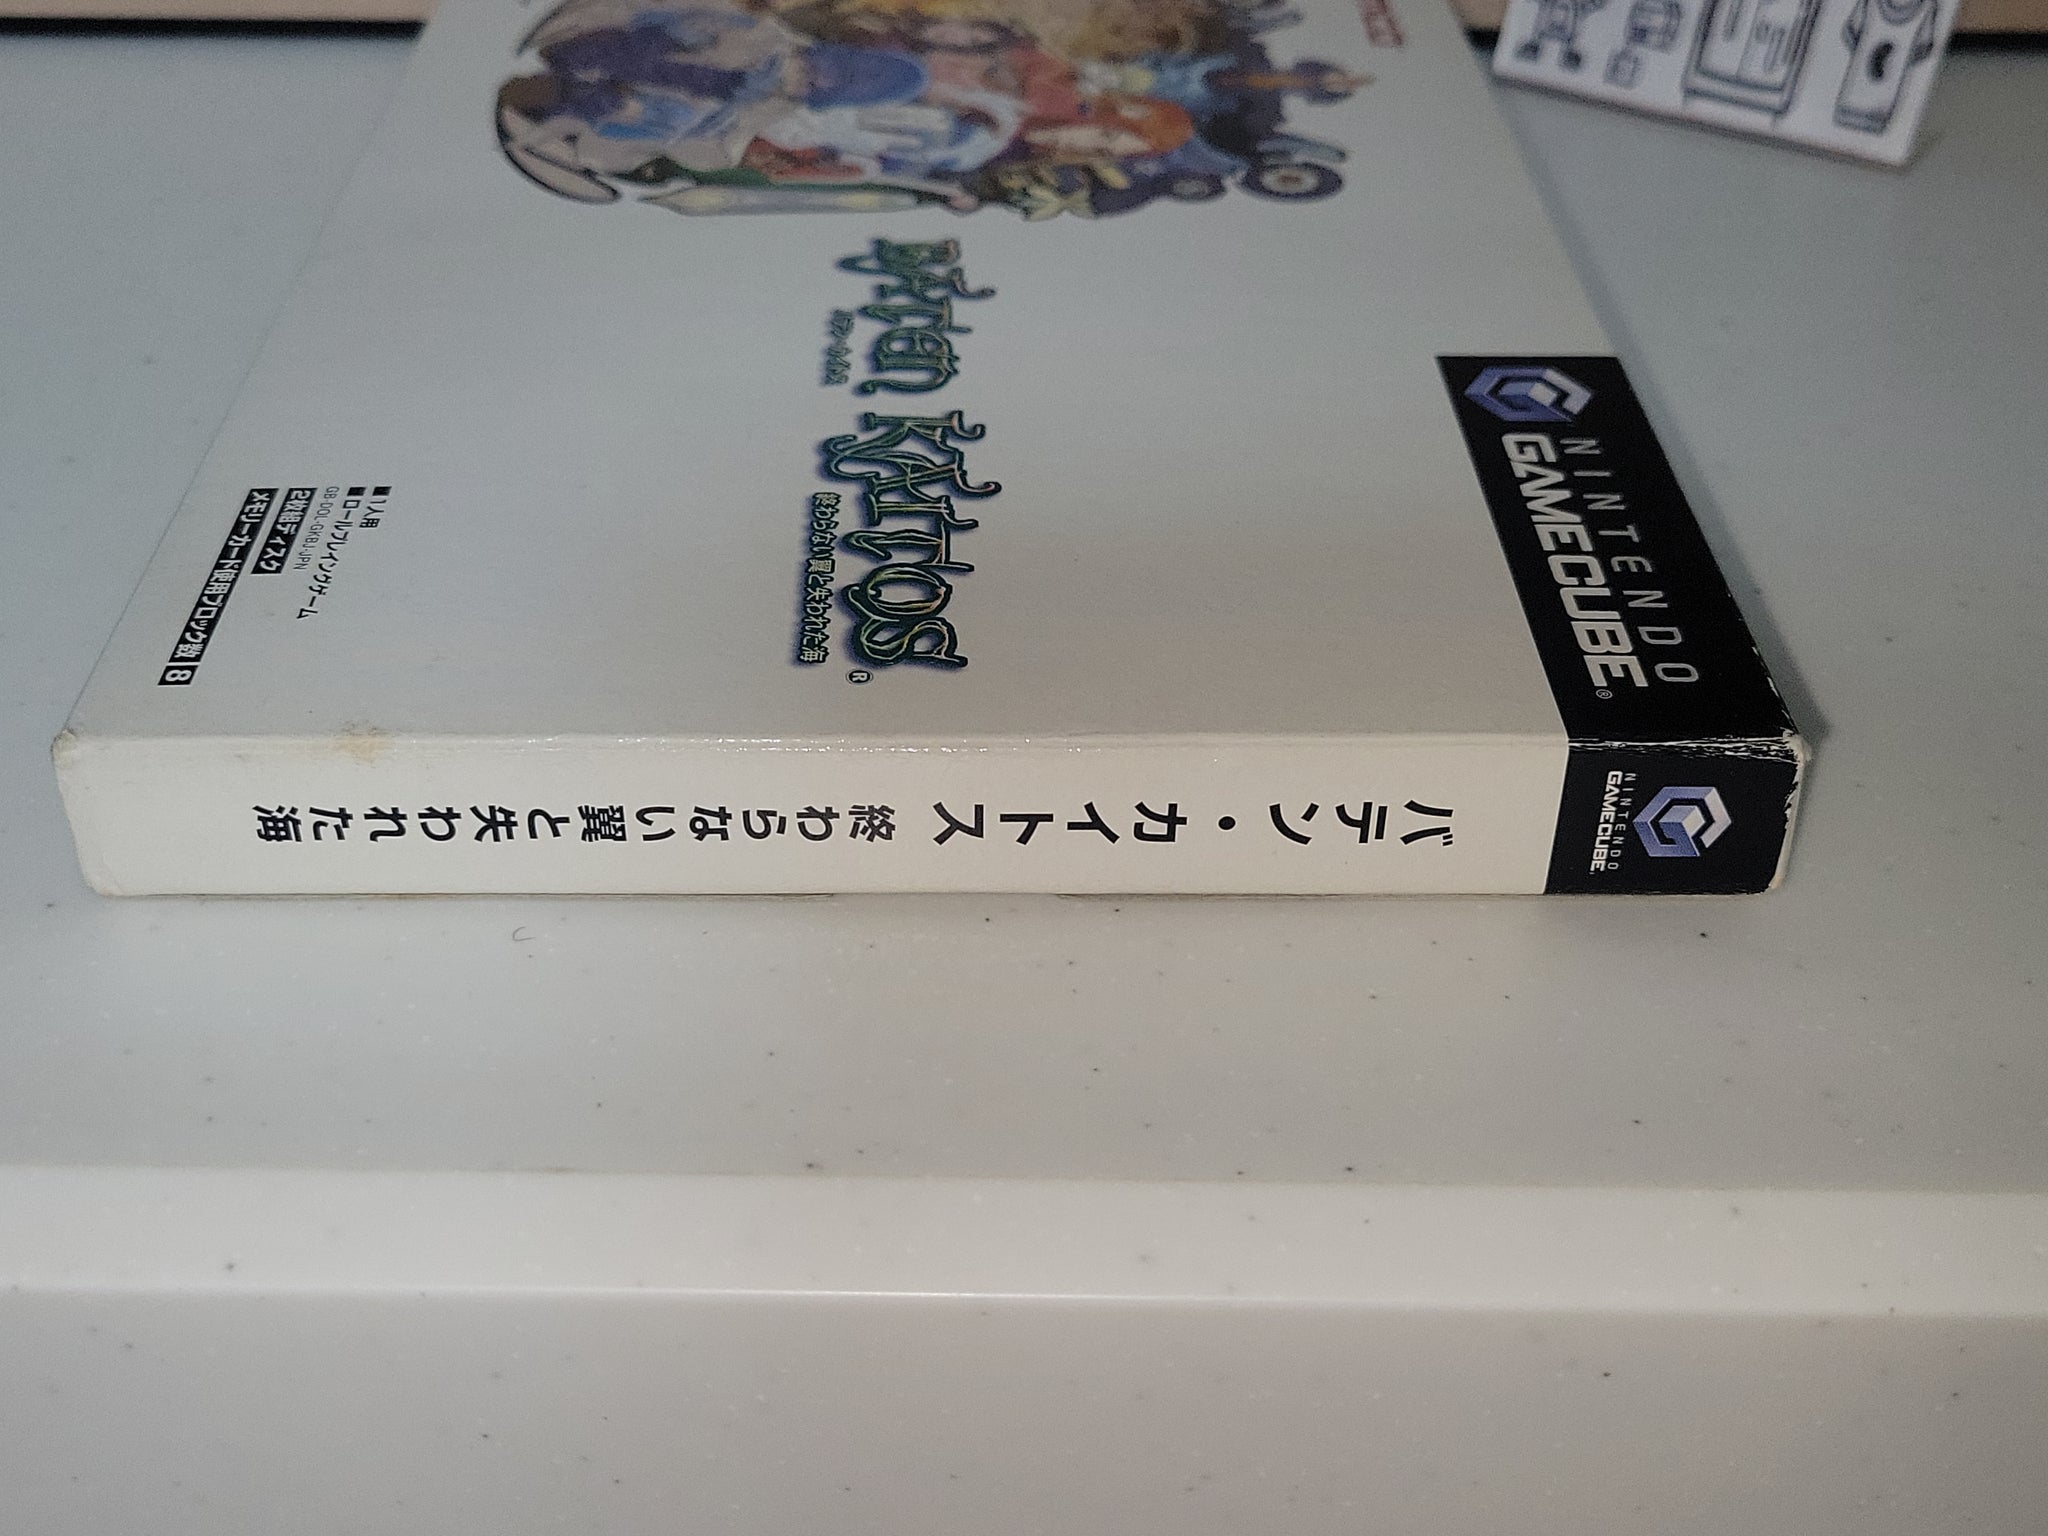 NINTENDO
GAMECUBE®
BATEN KAITOS®
バテン・カイトス
終わらない翼と失われた海
■1人用
■ロールプレイングゲーム
GB-DOL-GKBJ-JPN
2枚組ディスク
メモリーカード使用ブロック数 8
NINTENDO
GAMECUBE
バテン・カイトス 終わらない翼と失われた海